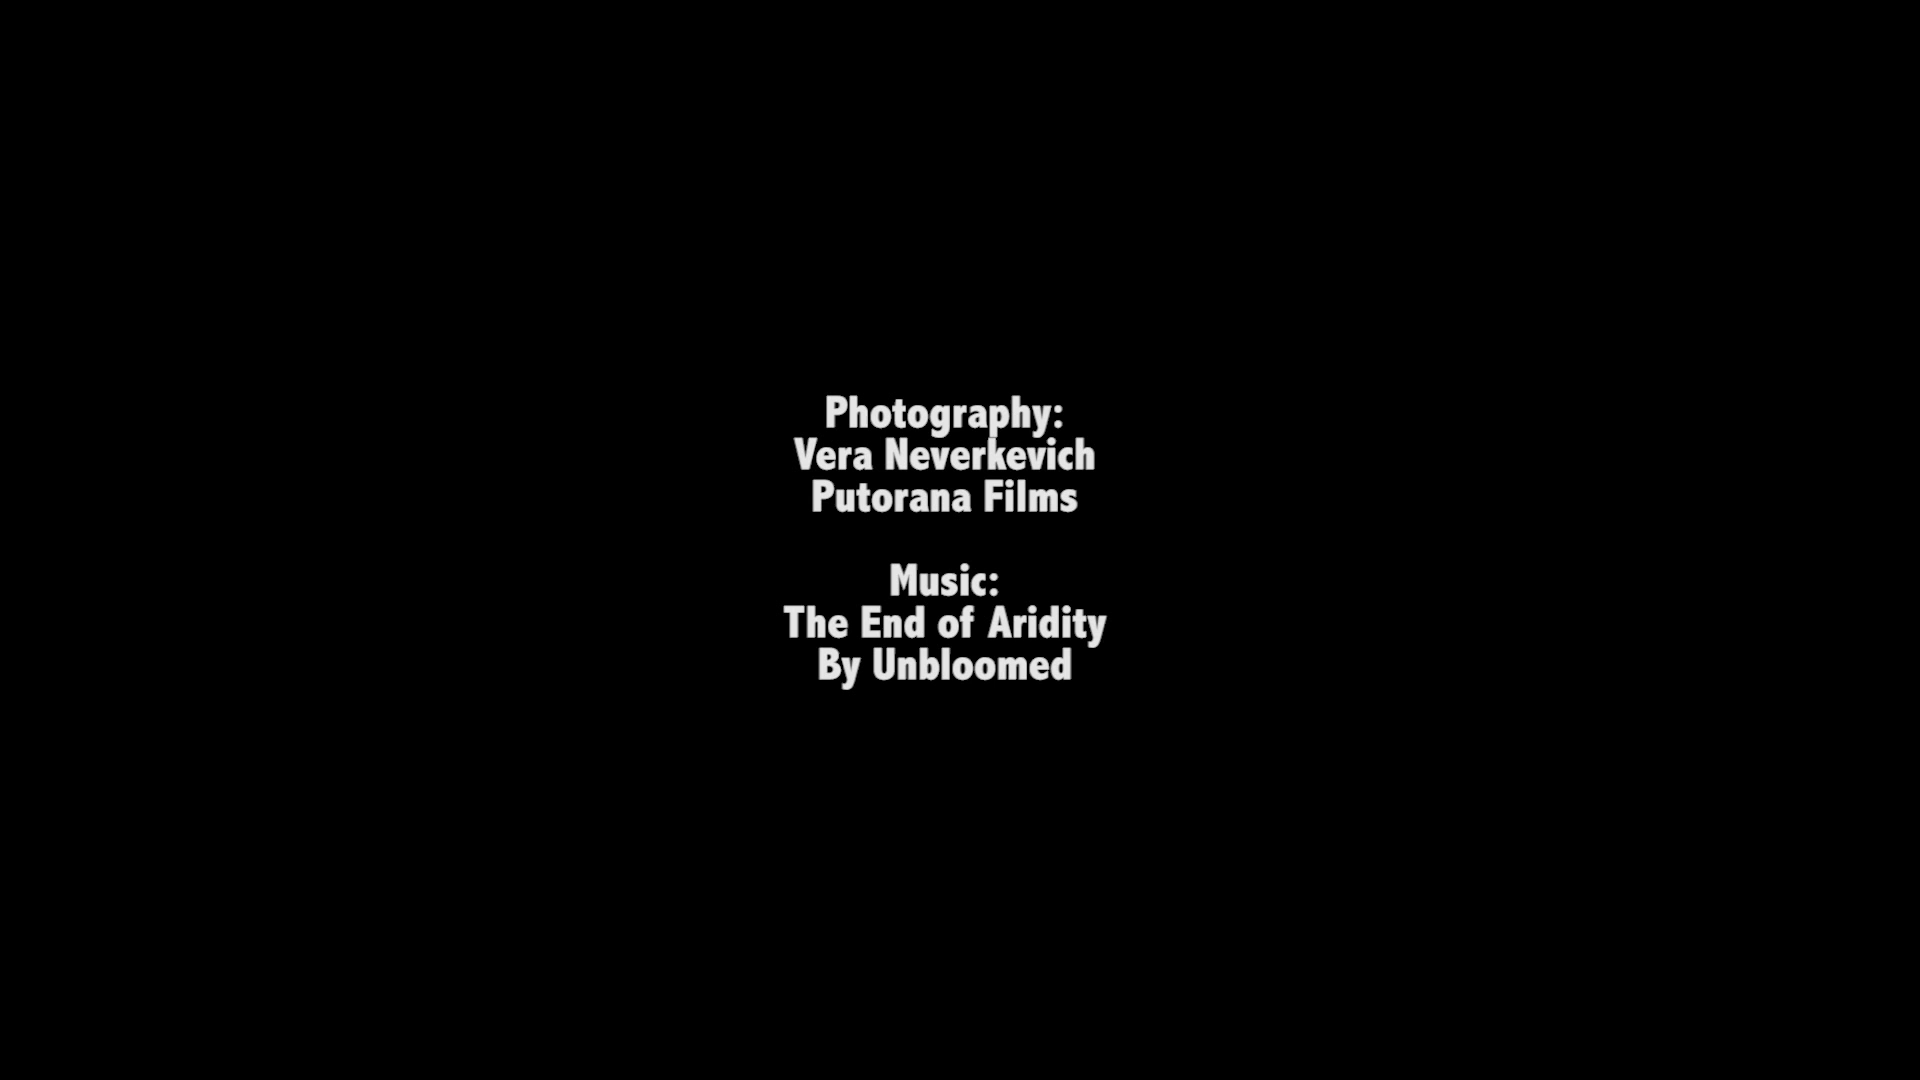 Photography:
Vera Neverkevich
Putorana Films
Music:
The End of Aridity
By Unbloomed